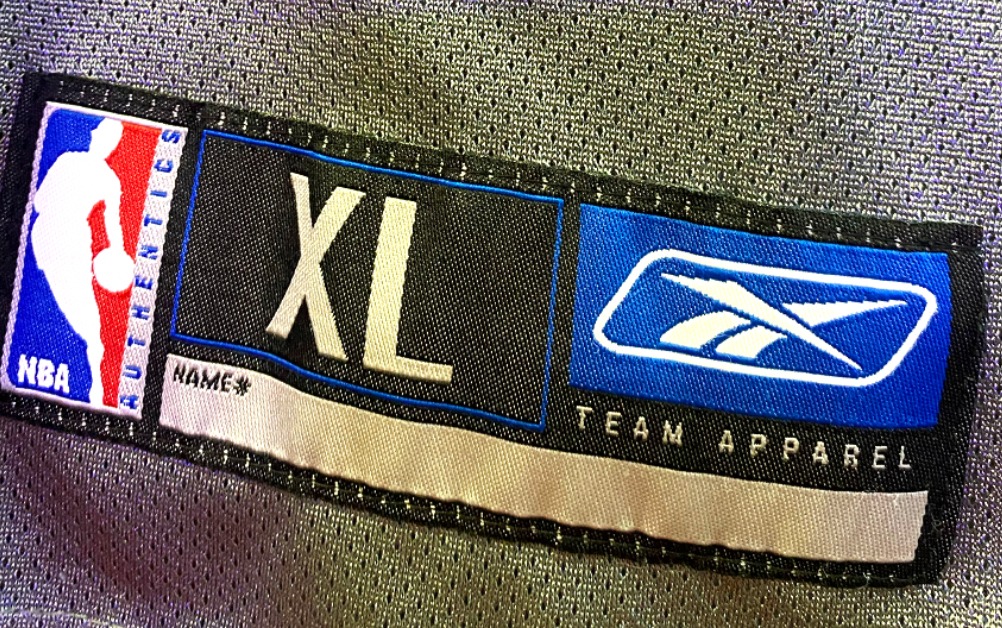 NBA
AUTHENTICS
XL
NAME#
TEAM APPAREL